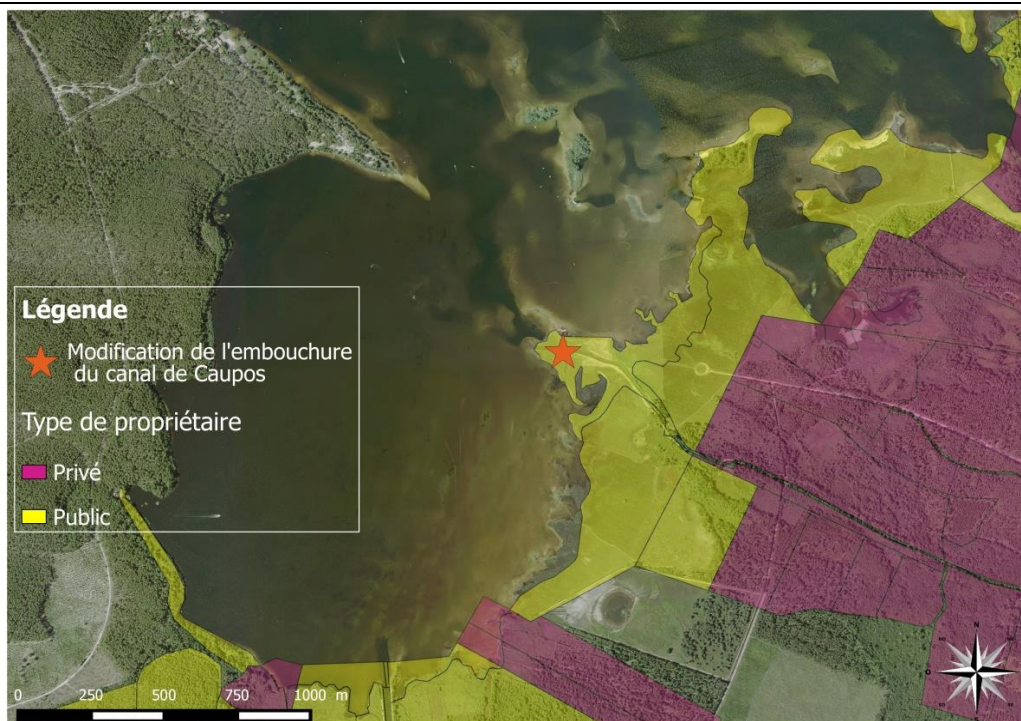 Légende
Modification de l'embouchure
du canal de Caupos
Type de propriétaire
Privé
Public
0 250 500 750 1000 m
N